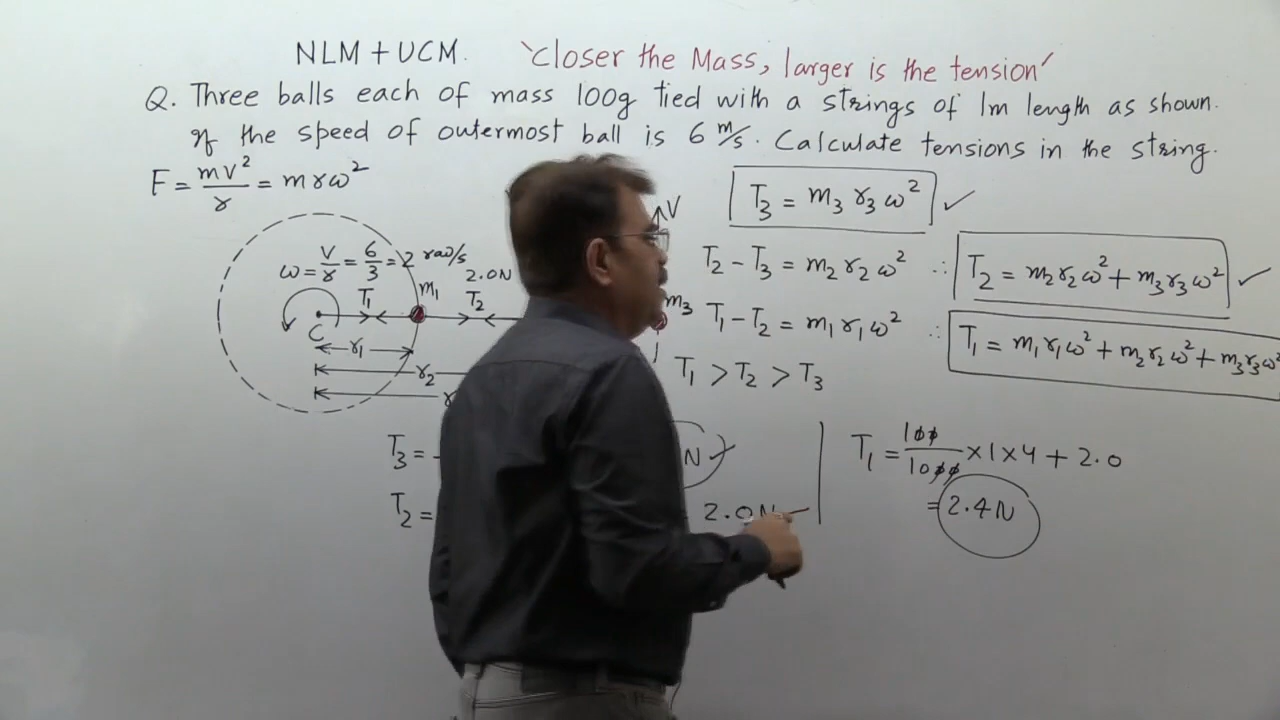 NLM + UCM. 'Closer the Mass, larger is the tension'
Q. Three balls each of mass 100g tied with a strings of 1m length as shown.
If the speed of outermost ball is 6 m/s. Calculate tensions in the string.
F = mv²/r = mrω²
T₃ = m₃ r₃ ω² ✓
V
ω = V/r = 6/3 = 2 rad/s
T₂ - T₃ = m₂ r₂ ω² ∴ T₂ = m₂r₂ω² + m₃r₃ω² ✓
2.0N
T₁ m₁ T₂ m₃
C
T₁ - T₂ = m₁ r₁ ω² ∴ T₁ = m₁r₁ω² + m₂r₂ω² + m₃r₃ω²
r₁
r₂
T₁ > T₂ > T₃
T₃ = N
T₂ = 2.0N
T₁ = 100/1000 × 1 × 4 + 2.0
= 2.4N